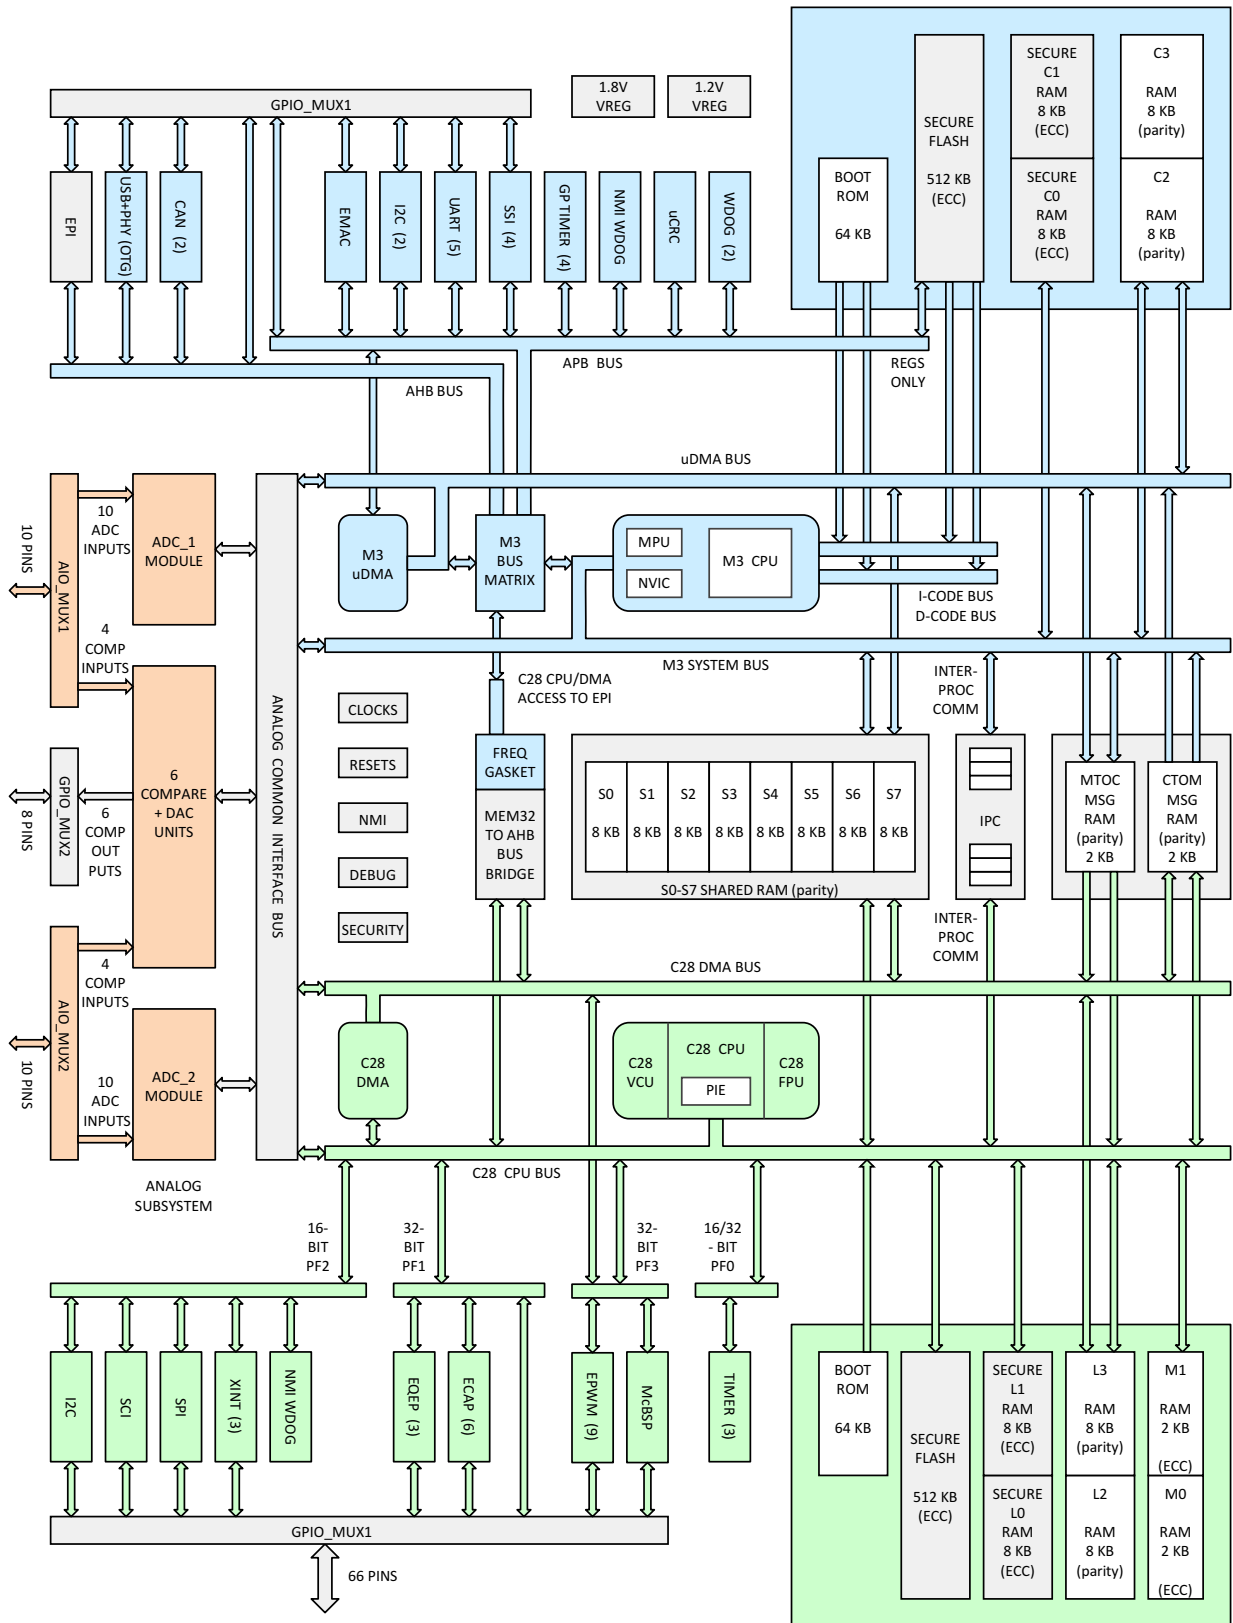 GPIO_MUX1
1.8V
VREG
1.2V
VREG
EPI
USB+PHY (OTG)
CAN (2)
EMAC
I2C (2)
UART (5)
SSI (4)
GP TIMER (4)
NMI WDOG
uCRC
WDOG (2)
BOOT
ROM
64 KB
SECURE
FLASH
512 KB
(ECC)
SECURE
C1
RAM
8 KB
(ECC)
SECURE
C0
RAM
8 KB
(ECC)
C3
RAM
8 KB
(parity)
C2
RAM
8 KB
(parity)
APB BUS
AHB BUS
REGS
ONLY
uDMA BUS
10 PINS
AIO_MUX1
10
ADC
INPUTS
ADC_1
MODULE
4
COMP
INPUTS
M3
uDMA
M3
BUS
MATRIX
MPU
NVIC
M3 CPU
I-CODE BUS
D-CODE BUS
M3 SYSTEM BUS
C28 CPU/DMA
ACCESS TO EPI
INTER-
PROC
COMM
ANALOG COMMON INTERFACE BUS
CLOCKS
RESETS
NMI
DEBUG
SECURITY
8 PINS
GPIO_MUX2
6
COMP
OUT
PUTS
6
COMPARE
+ DAC
UNITS
FREQ
GASKET
MEM32
TO AHB
BUS
BRIDGE
S0
8 KB
S1
8 KB
S2
8 KB
S3
8 KB
S4
8 KB
S5
8 KB
S6
8 KB
S7
8 KB
S0-S7 SHARED RAM (parity)
IPC
MTOC
MSG
RAM
(parity)
2 KB
CTOM
MSG
RAM
(parity)
2 KB
INTER-
PROC
COMM
C28 DMA BUS
10 PINS
AIO_MUX2
4
COMP
INPUTS
10
ADC
INPUTS
ADC_2
MODULE
C28
DMA
C28
VCU
C28 CPU
PIE
C28
FPU
C28 CPU BUS
ANALOG
SUBSYSTEM
16-
BIT
PF2
32-
BIT
PF1
32-
BIT
PF3
16/32
- BIT
PF0
I2C
SCI
SPI
XINT (3)
NMI WDOG
EQEP (3)
ECAP (6)
EPWM (9)
McBSP
TIMER (3)
BOOT
ROM
64 KB
SECURE
FLASH
512 KB
(ECC)
SECURE
L1
RAM
8 KB
(ECC)
SECURE
L0
RAM
8 KB
(ECC)
L3
RAM
8 KB
(parity)
L2
RAM
8 KB
(parity)
M1
RAM
2 KB
(ECC)
M0
RAM
2 KB
(ECC)
GPIO_MUX1
66 PINS